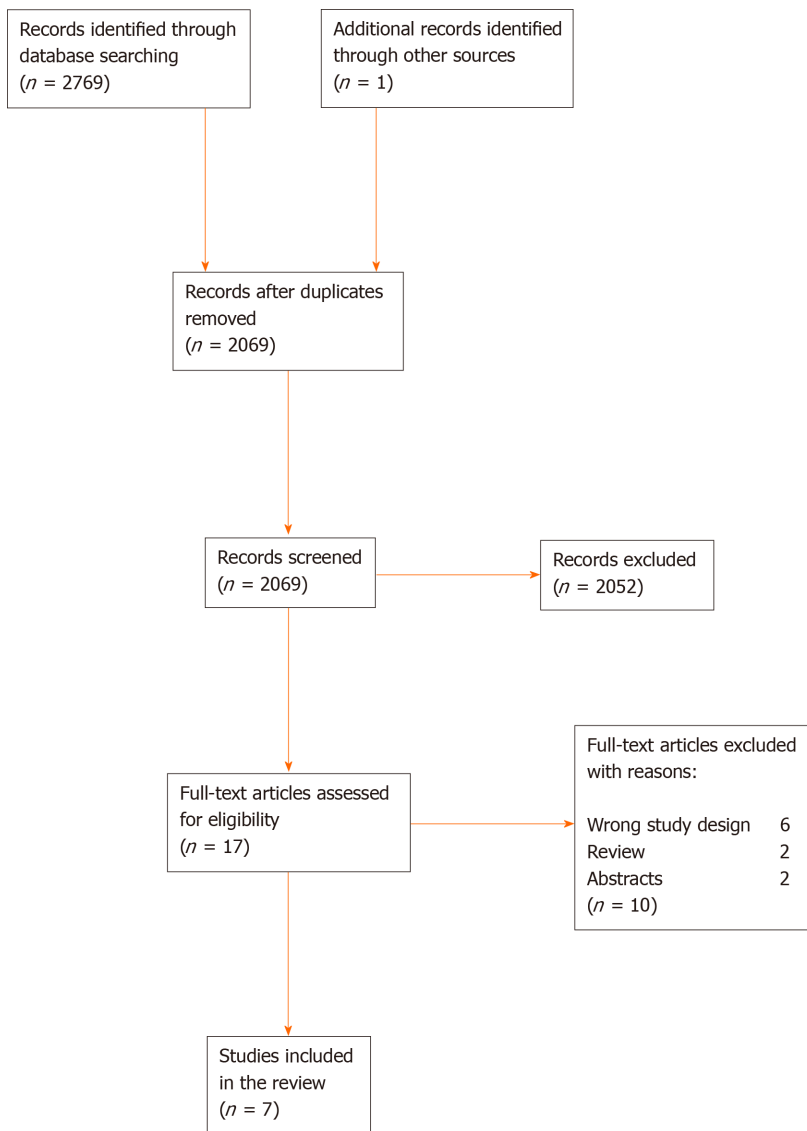 Records identified through
database searching
(n = 2769)
Additional records identified
through other sources
(n = 1)
Records after duplicates
removed
(n = 2069)
Records screened
(n = 2069)
Records excluded
(n = 2052)
Full-text articles assessed
for eligibility
(n = 17)
Full-text articles excluded
with reasons:
Wrong study design 6
Review 2
Abstracts 2
(n = 10)
Studies included
in the review
(n = 7)